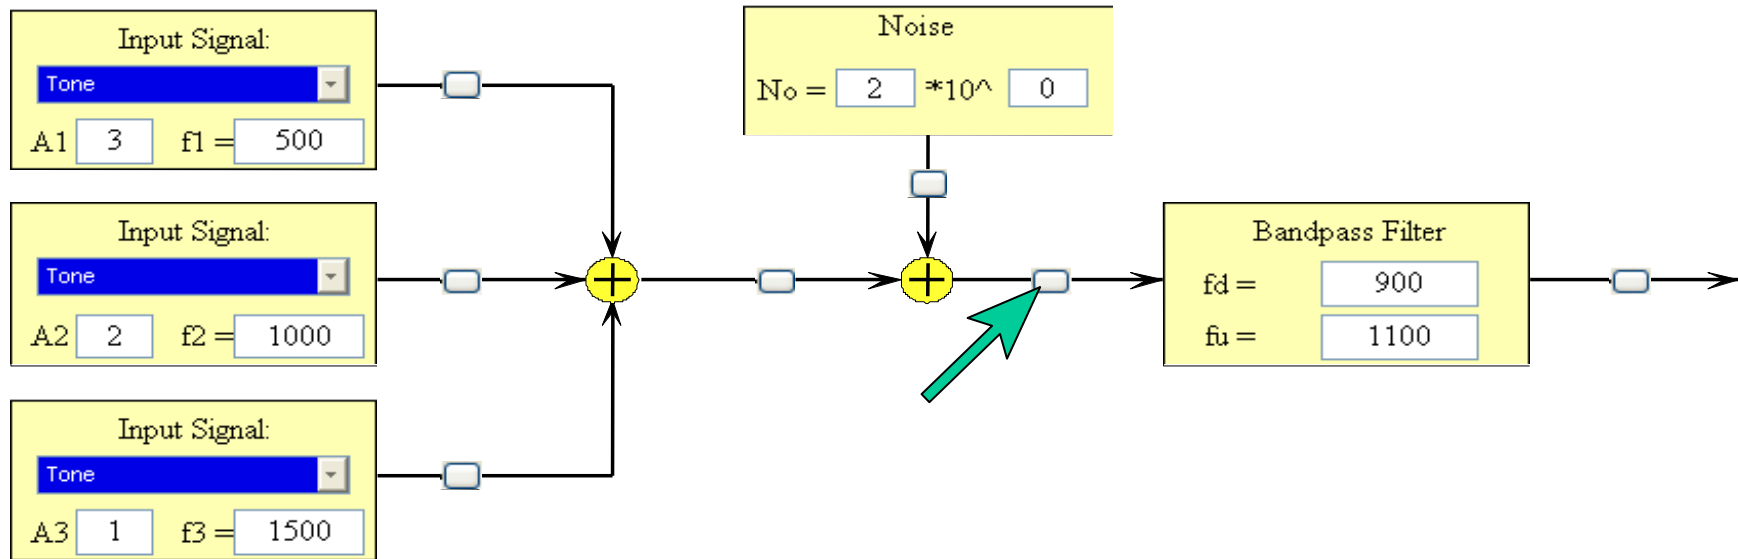 Input Signal:
Tone
A1 3 f1 = 500
Input Signal:
Tone
A2 2 f2 = 1000
Input Signal:
Tone
A3 1 f3 = 1500
Noise
No = 2 *10^ 0
Bandpass Filter
fd = 900
fu = 1100